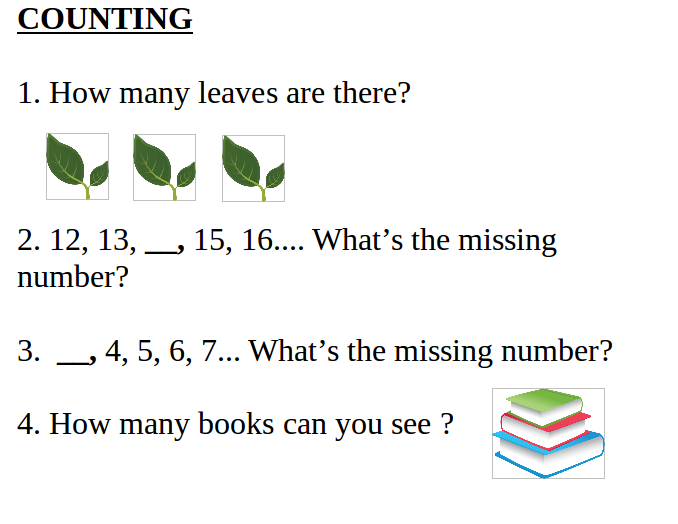 COUNTING
1. How many leaves are there?
2. 12, 13, __, 15, 16.... What’s the missing
number?
3.  __, 4, 5, 6, 7... What’s the missing number?
4. How many books can you see ?